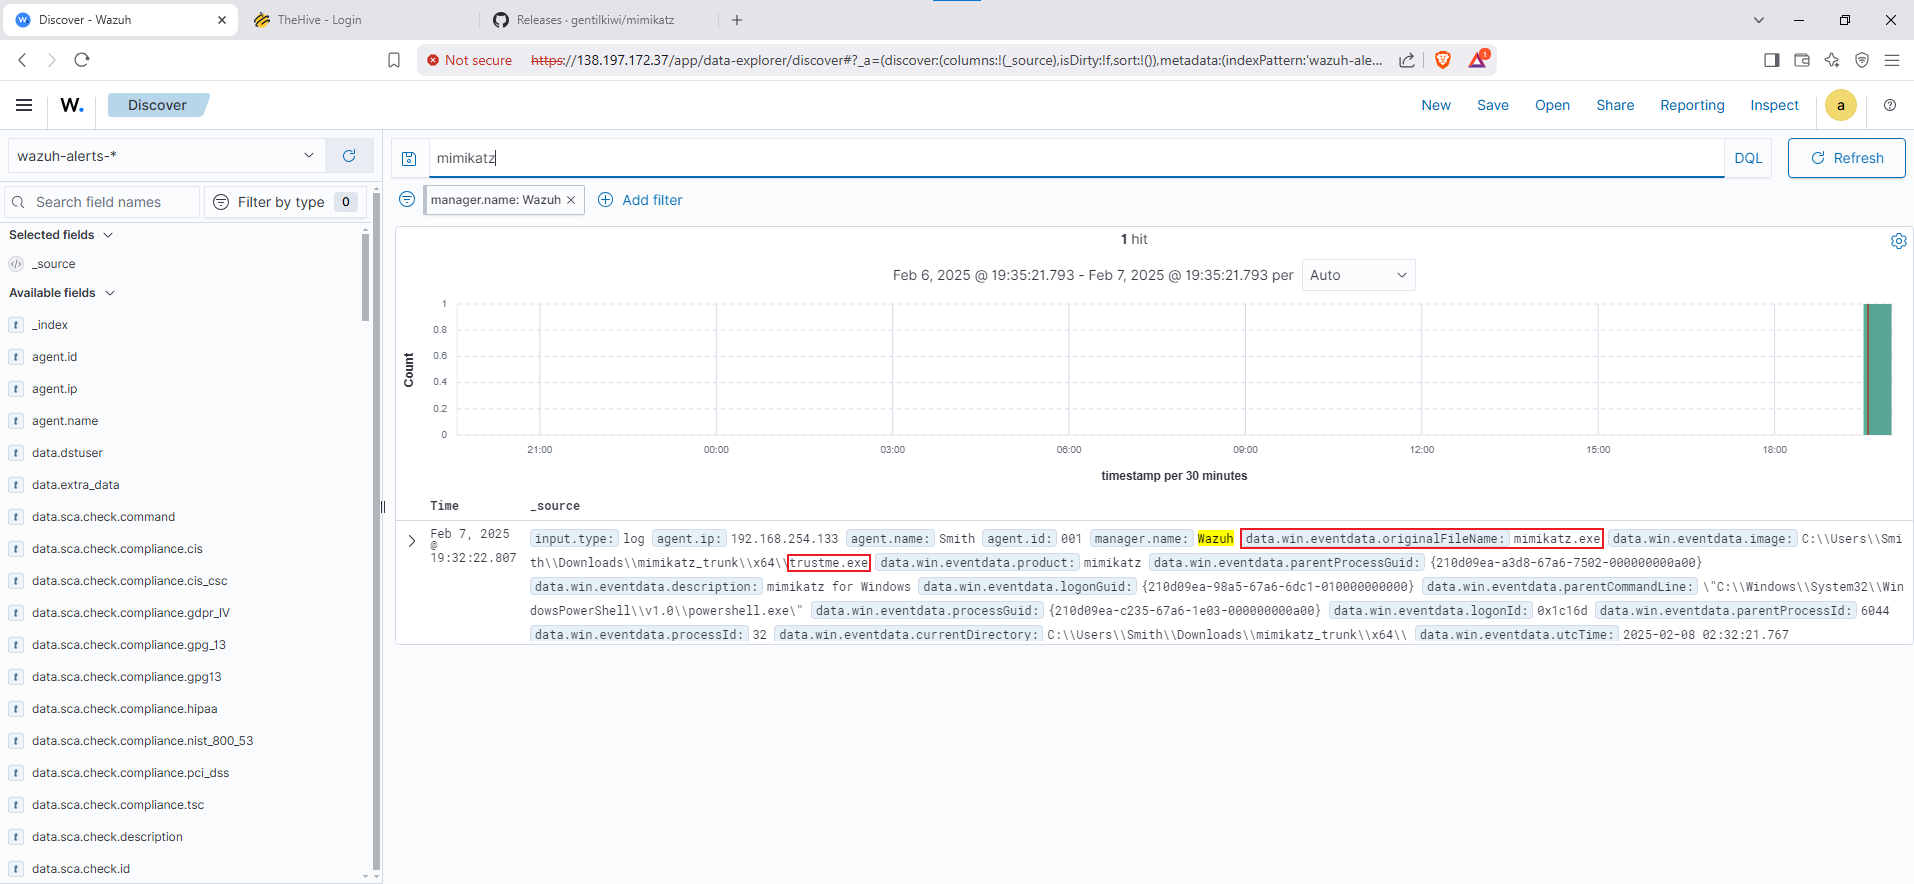 Discover - Wazuh
TheHive - Login
Releases · gentilkiwi/mimikatz
Not secure https://138.197.172.37/app/data-explorer/discover#?_a=(discover:(columns:!(_source),isDirty:!f,sort:!()),metadata:(indexPattern:'wazuh-ale...
1
W. Discover New Save Open Share Reporting Inspect a
wazuh-alerts-*
mimikatz DQL Refresh
Search field names Filter by type 0
manager.name: Wazuh × Add filter
Selected fields
_source
Available fields
t _index
t agent.id
t agent.ip
t agent.name
t data.dstuser
t data.extra_data
t data.sca.check.command
t data.sca.check.compliance.cis
t data.sca.check.compliance.cis_csc
t data.sca.check.compliance.gdpr_IV
t data.sca.check.compliance.gpg_13
t data.sca.check.compliance.gpg13
t data.sca.check.compliance.hipaa
t data.sca.check.compliance.nist_800_53
t data.sca.check.compliance.pci_dss
t data.sca.check.compliance.tsc
t data.sca.check.description
t data.sca.check.id
1 hit
Feb 6, 2025 @ 19:35:21.793 - Feb 7, 2025 @ 19:35:21.793 per Auto
Count
1
0.8
0.6
0.4
0.2
0
21:00 00:00 03:00 06:00 09:00 12:00 15:00 18:00
timestamp per 30 minutes
Time _source
Feb 7, 2025
@
19:32:22.807
input.type: log agent.ip: 192.168.254.133 agent.name: Smith agent.id: 001 manager.name: Wazuh data.win.eventdata.originalFileName: mimikatz.exe data.win.eventdata.image: C:\\Users\\Smi
th\\Downloads\\mimikatz_trunk\\x64\\trustme.exe data.win.eventdata.product: mimikatz data.win.eventdata.parentProcessGuid: {210d09ea-a3d8-67a6-7502-000000000a00}
data.win.eventdata.description: mimikatz for Windows data.win.eventdata.logonGuid: {210d09ea-98a5-67a6-6dc1-010000000000} data.win.eventdata.parentCommandLine: \"C:\\Windows\\System32\\Win
dowsPowerShell\\v1.0\\powershell.exe\" data.win.eventdata.processGuid: {210d09ea-c235-67a6-1e03-000000000a00} data.win.eventdata.logonId: 0x1c16d data.win.eventdata.parentProcessId: 6044
data.win.eventdata.processId: 32 data.win.eventdata.currentDirectory: C:\\Users\\Smith\\Downloads\\mimikatz_trunk\\x64\\ data.win.eventdata.utcTime: 2025-02-08 02:32:21.767